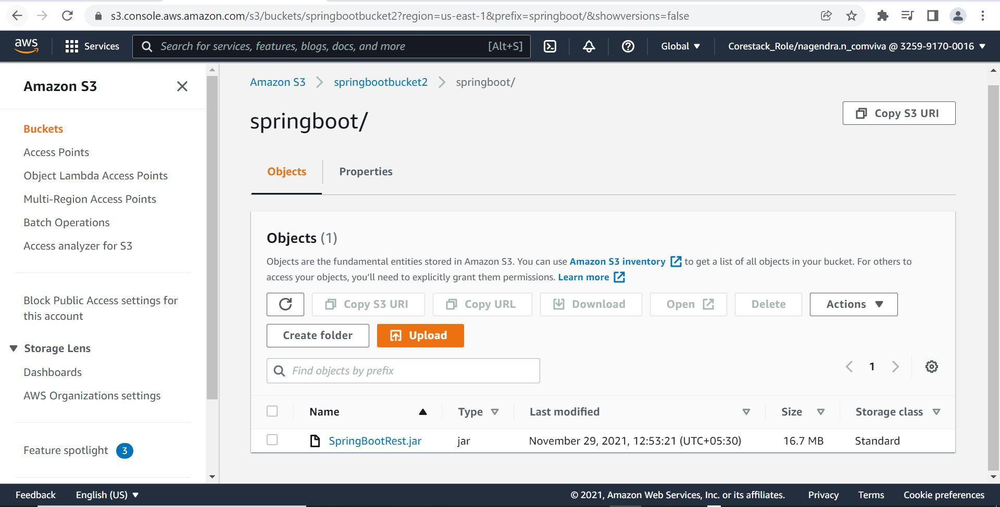 s3.console.aws.amazon.com/s3/buckets/springbootbucket2?region=us-east-1&prefix=springboot/&showversions=false
aws
Services
Search for services, features, blogs, docs, and more
[Alt+S]
Global ▼
Corestack_Role/nagendra.n_comviva @ 3259-9170-0016 ▼
Amazon S3
Buckets
Access Points
Object Lambda Access Points
Multi-Region Access Points
Batch Operations
Access analyzer for S3
Block Public Access settings for
this account
Storage Lens
Dashboards
AWS Organizations settings
Feature spotlight 3
Amazon S3 > springbootbucket2 > springboot/
springboot/
Copy S3 URI
Objects
Properties
Objects (1)
Objects are the fundamental entities stored in Amazon S3. You can use Amazon S3 inventory to get a list of all objects in your bucket. For others to
access your objects, you’ll need to explicitly grant them permissions. Learn more
Copy S3 URI
Copy URL
Download
Open
Delete
Actions ▼
Create folder
Upload
Find objects by prefix
1
Name Type Last modified Size Storage class
SpringBootRest.jar jar November 29, 2021, 12:53:21 (UTC+05:30) 16.7 MB Standard
Feedback
English (US) ▼
© 2021, Amazon Web Services, Inc. or its affiliates.
Privacy
Terms
Cookie preferences